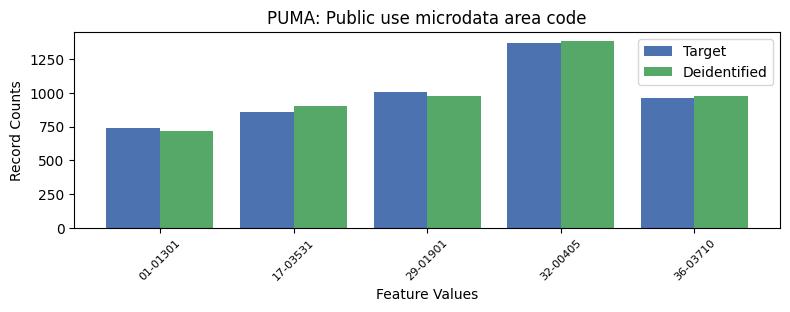 PUMA: Public use microdata area code
Record Counts
1250
1000
750
500
250
0
Target
Deidentified
01-01301
17-03531
29-01901
32-00405
36-03710
Feature Values